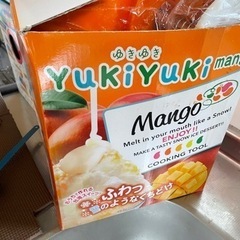 ゆきゆき
YUKiYUKi man
Mango
Melt in your mouth like a Snow!
ENJOY!!
MAKE A TASTY SNOW ICE DESSERT!
COOKING TOOL
ふわっ
のようなくちどけ